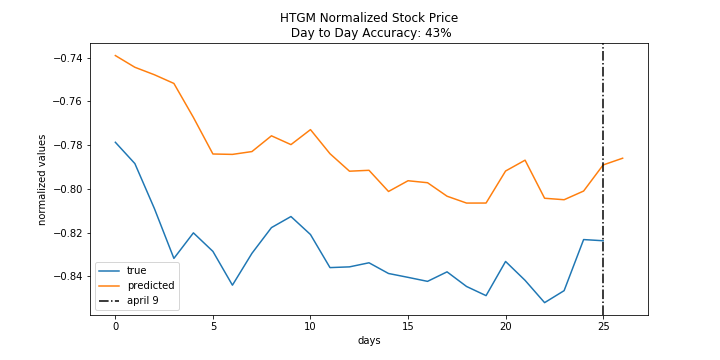 HTGM Normalized Stock Price
Day to Day Accuracy: 43%
normalized values
−0.74
−0.76
−0.78
−0.80
−0.82
−0.84
true
predicted
april 9
0
5
10
15
20
25
days